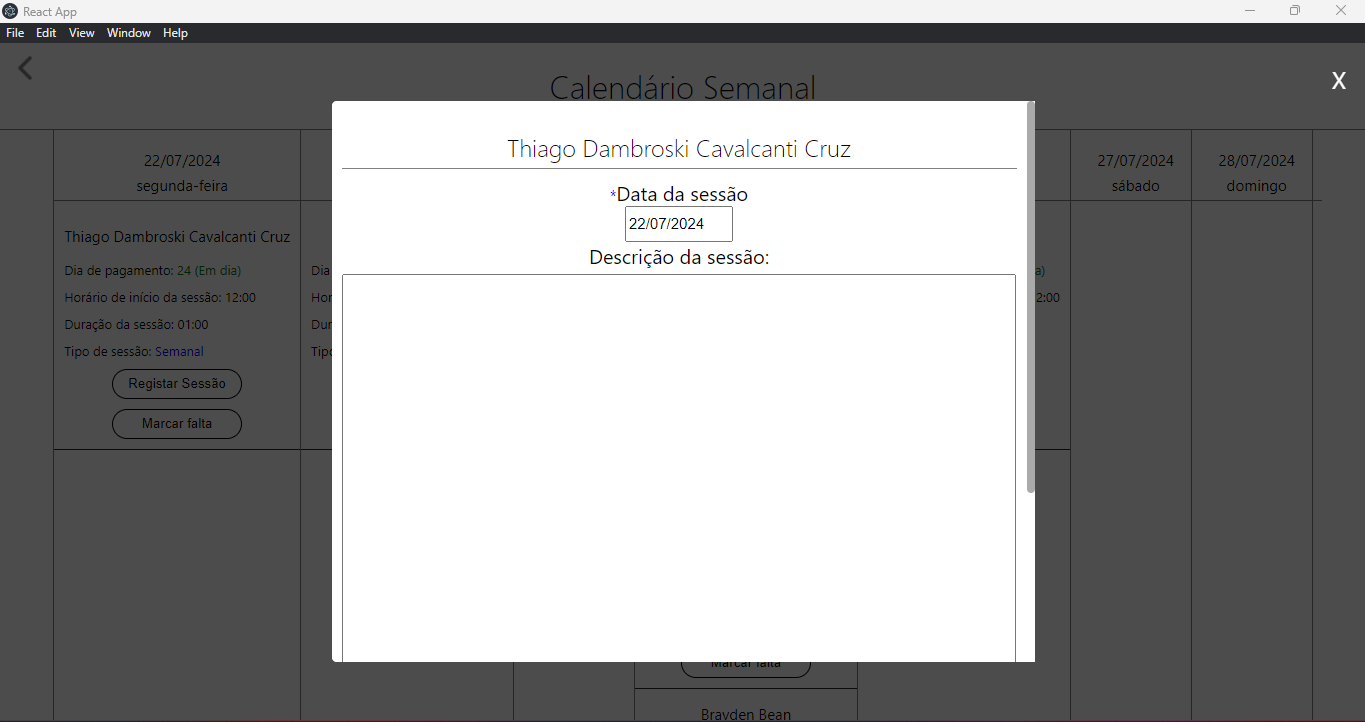 React App
File Edit View Window Help
Calendário Semanal
X
22/07/2024
segunda-feira
27/07/2024
sábado
28/07/2024
domingo
Thiago Dambroski Cavalcanti Cruz
Dia de pagamento: 24 (Em dia)
Horário de início da sessão: 12:00
Duração da sessão: 01:00
Tipo de sessão: Semanal
Registar Sessão
Marcar falta
Dia
Hor
Dur
Tipo
Thiago Dambroski Cavalcanti Cruz
*Data da sessão
22/07/2024
Descrição da sessão:
a)
2:00
Marcar falta
Brayden Bean